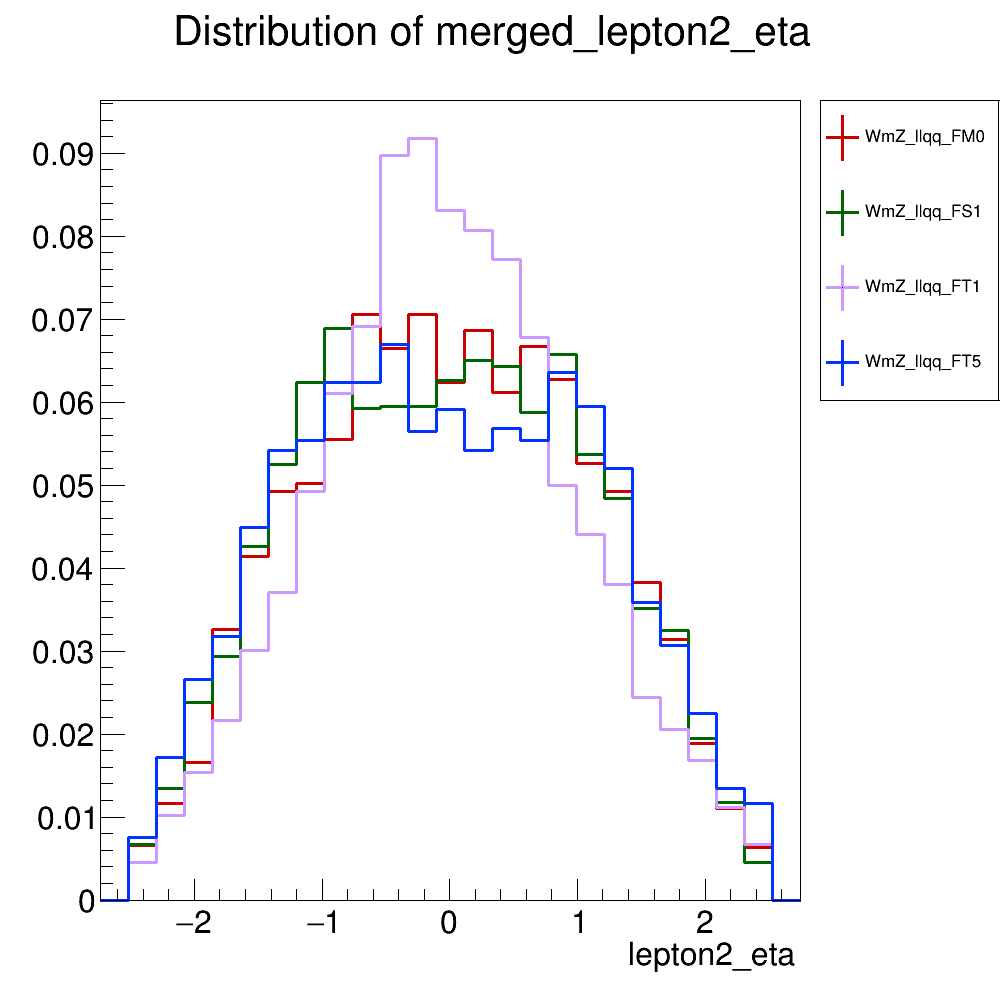 Distribution of merged_lepton2_eta
0.09
0.08
0.07
0.06
0.05
0.04
0.03
0.02
0.01
0
−2 −1 0 1 2
lepton2_eta
WmZ_llqq_FM0
WmZ_llqq_FS1
WmZ_llqq_FT1
WmZ_llqq_FT5